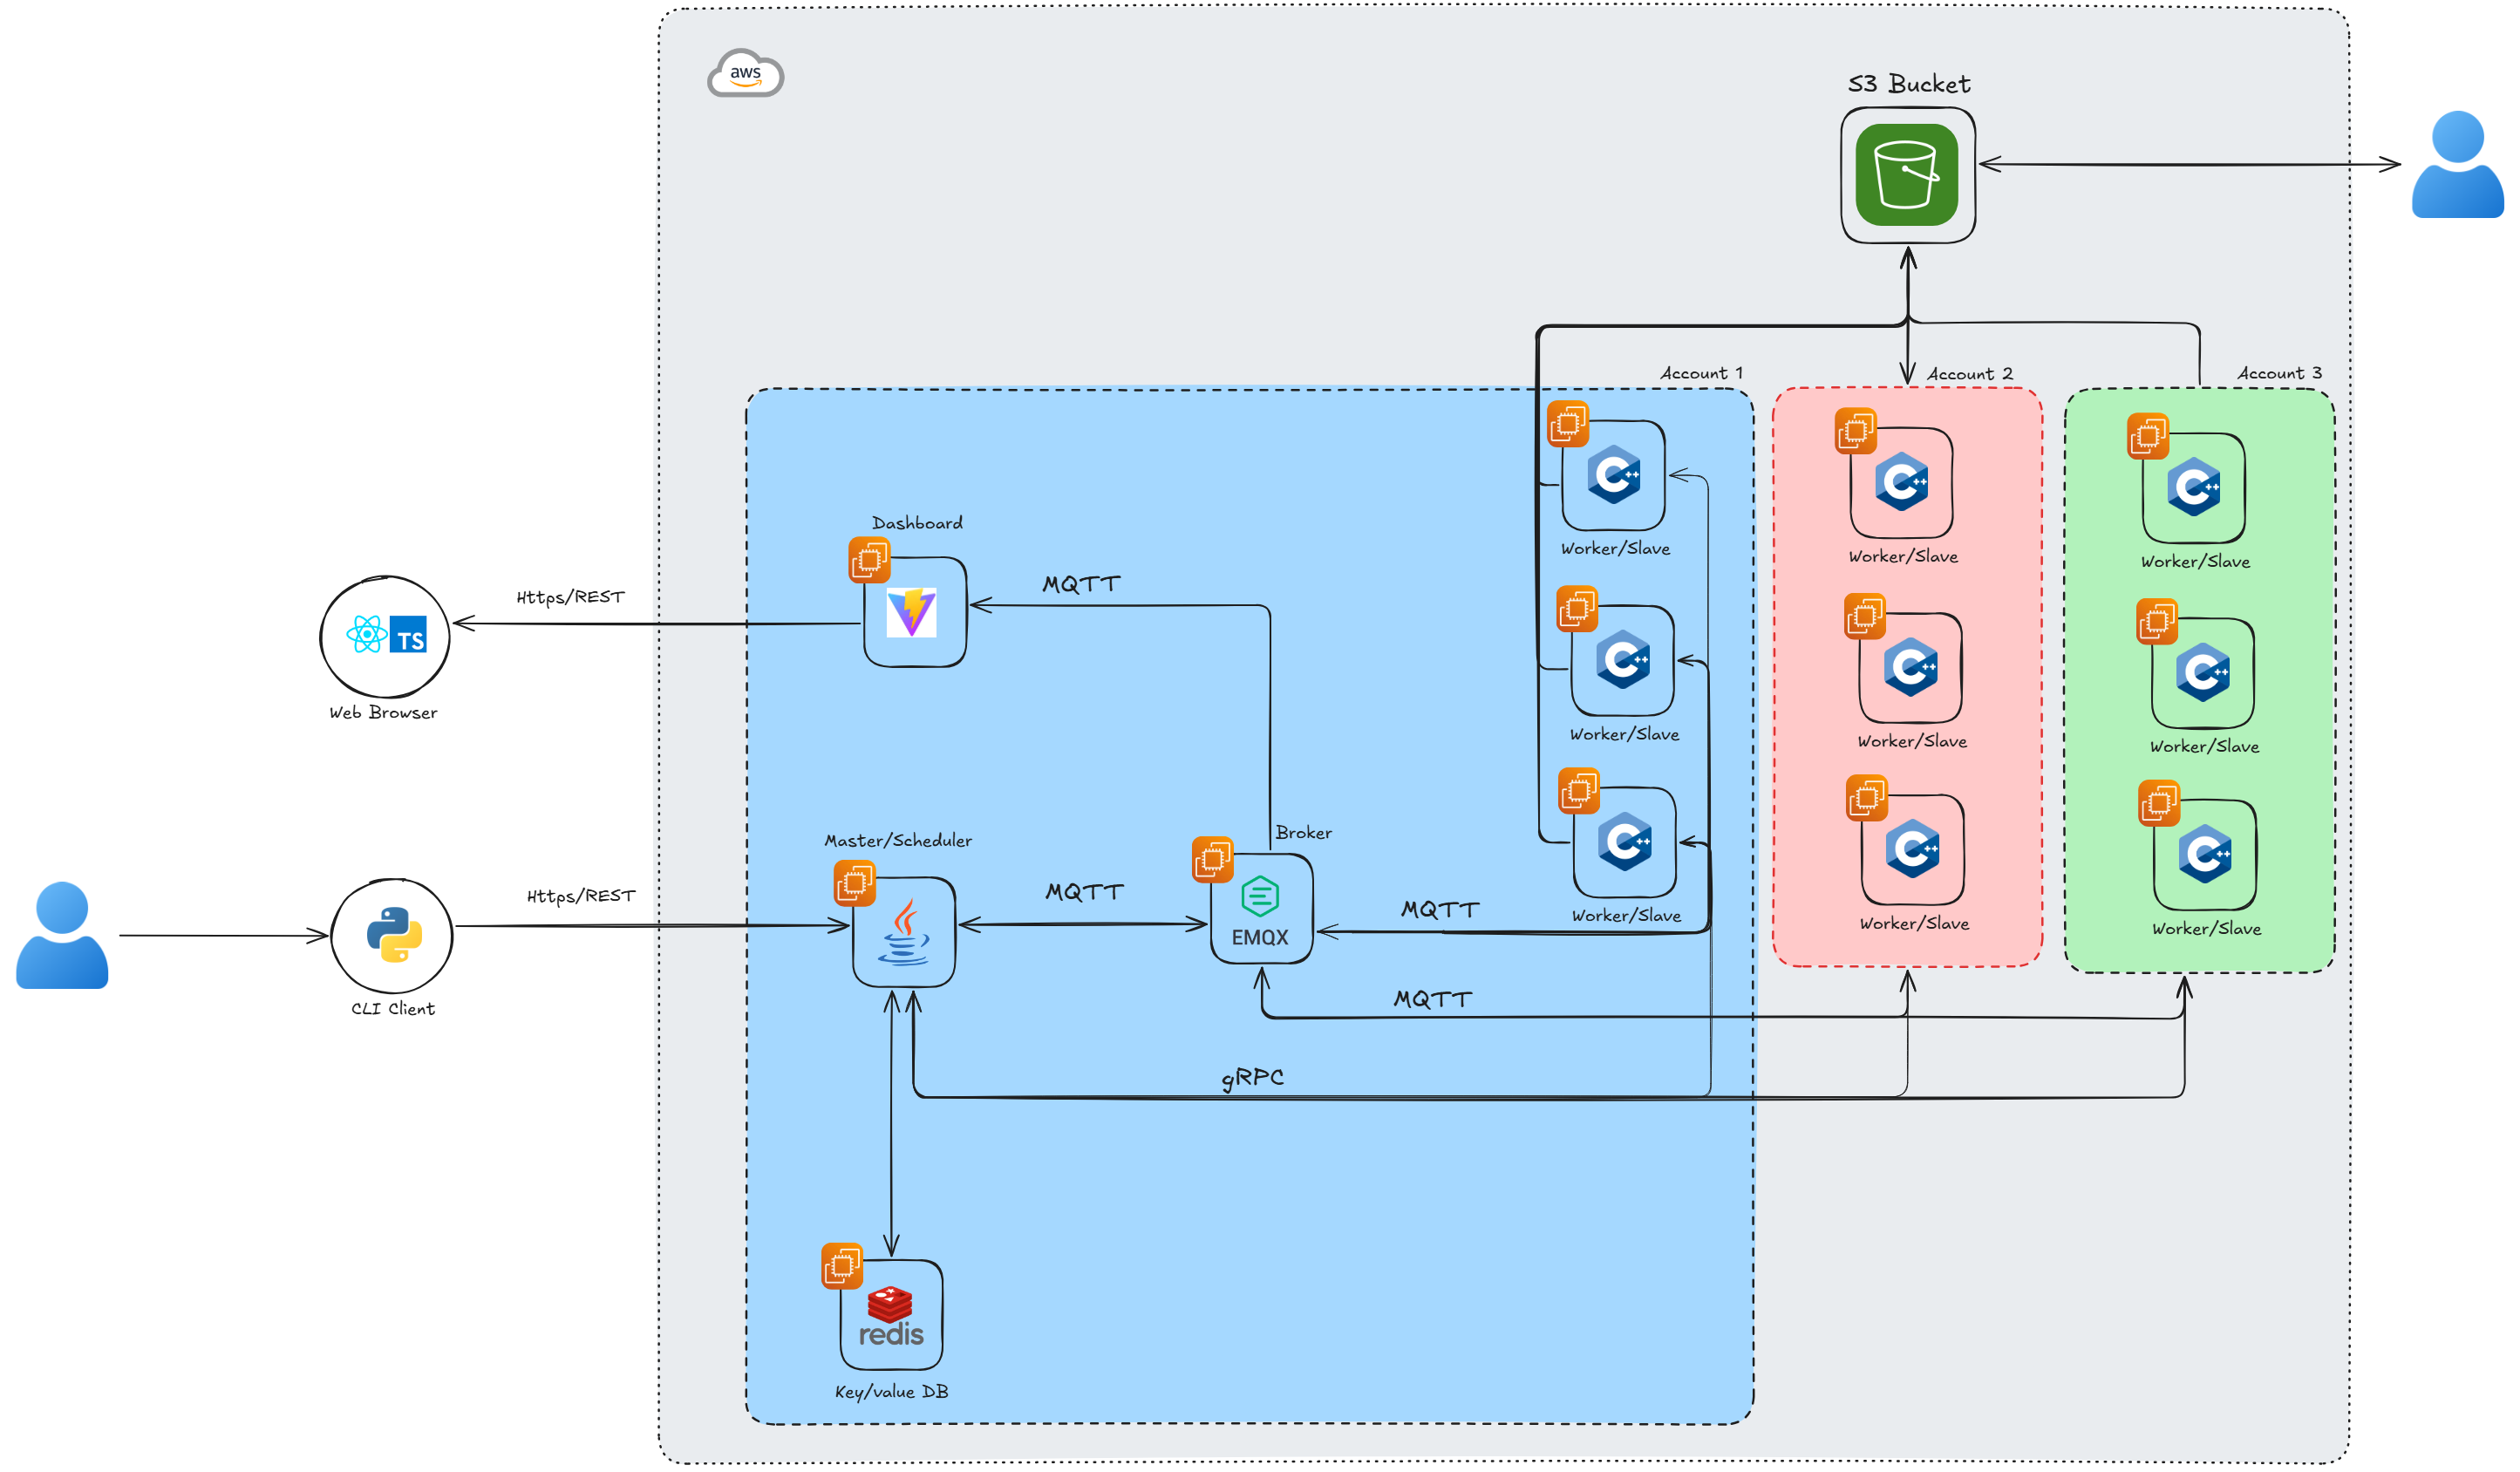 aws
S3 Bucket
Account 1
Account 2
Account 3
C++
C++
C++
Worker/Slave
Worker/Slave
Worker/Slave
Dashboard
MQTT
Https/REST
TS
Web Browser
C++
C++
C++
Worker/Slave
Worker/Slave
Worker/Slave
Master/Scheduler
Broker
C++
C++
C++
Worker/Slave
Worker/Slave
Worker/Slave
Https/REST
MQTT
EMQX
MQTT
CLI Client
MQTT
gRPC
redis
Key/value DB